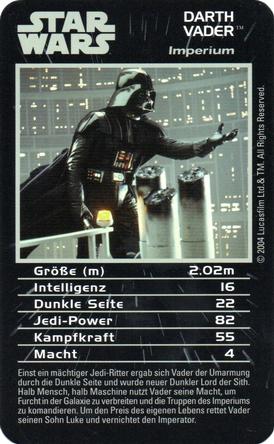 STAR
WARS
DARTH
VADER™
Imperium
© 2004 Lucasfilm Ltd. & TM. All Rights Reserved.
Größe (m) 2.02m
Intelligenz 16
Dunkle Seite 22
Jedi-Power 82
Kampfkraft 55
Macht 4
Einst ein mächtiger Jedi-Ritter ergab sich Vader der Umarmung
durch die Dunkle Seite und wurde neuer Dunkler Lord der Sith.
Halb Mensch, halb Maschine nutzt Vader seine Macht, um
Furcht in der Galaxie zu verbreiten und die Truppen des Imperiums
zu komandieren. Um den Preis des eigenen Lebens rettet Vader
seinen Sohn Luke und vernichtet den Imperator.